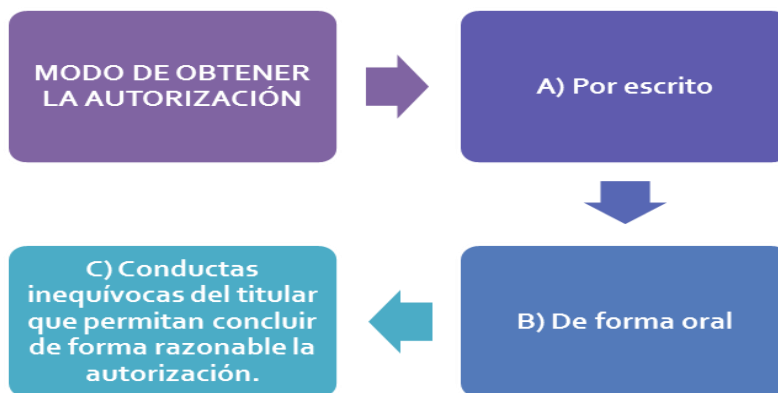 MODO DE OBTENER
LA AUTORIZACIÓN
A) Por escrito
B) De forma oral
C) Conductas
inequívocas del titular
que permitan concluir
de forma razonable la
autorización.